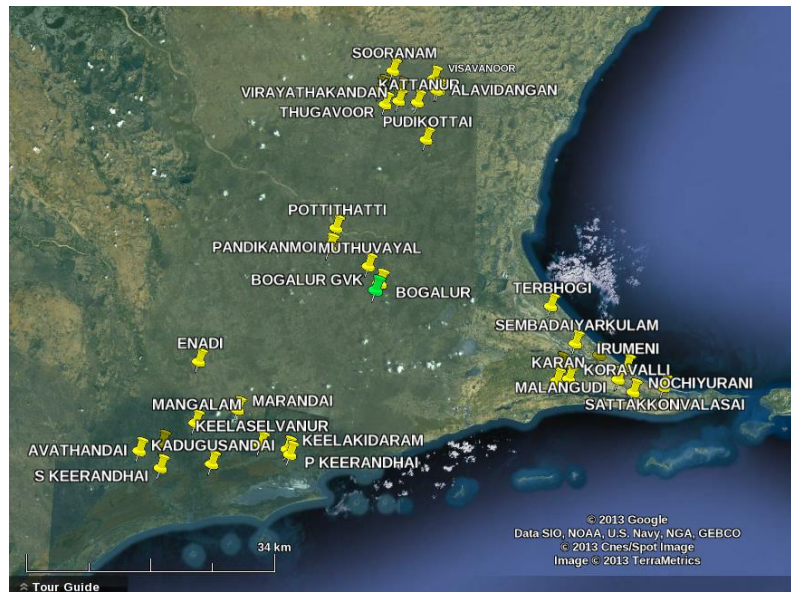 SOORANAM
VISAVANOOR
KATTANUR
VIRAYATHAKANDAN
ALAVIDANGAN
THUGAVOOR
PUDIKOTTAI
POTTITHATTI
PANDIKANMOI
MUTHUVAYAL
BOGALUR GVK
BOGALUR
TERBHOGI
SEMBADAIYARKULAM
ENADI
IRUMENI
KARAN
KORAVALLI
MALANGUDI
NOCHIYURANI
SATTAKKONVALASAI
MANGALAM
MARANDAI
KEELASELVANUR
AVATHANDAI
KADUGUSANDAI
KEELAKIDARAM
S KEERANDHAI
P KEERANDHAI
34 km
© 2013 Google
Data SIO, NOAA, U.S. Navy, NGA, GEBCO
© 2013 Cnes/Spot Image
Image © 2013 TerraMetrics
Tour Guide